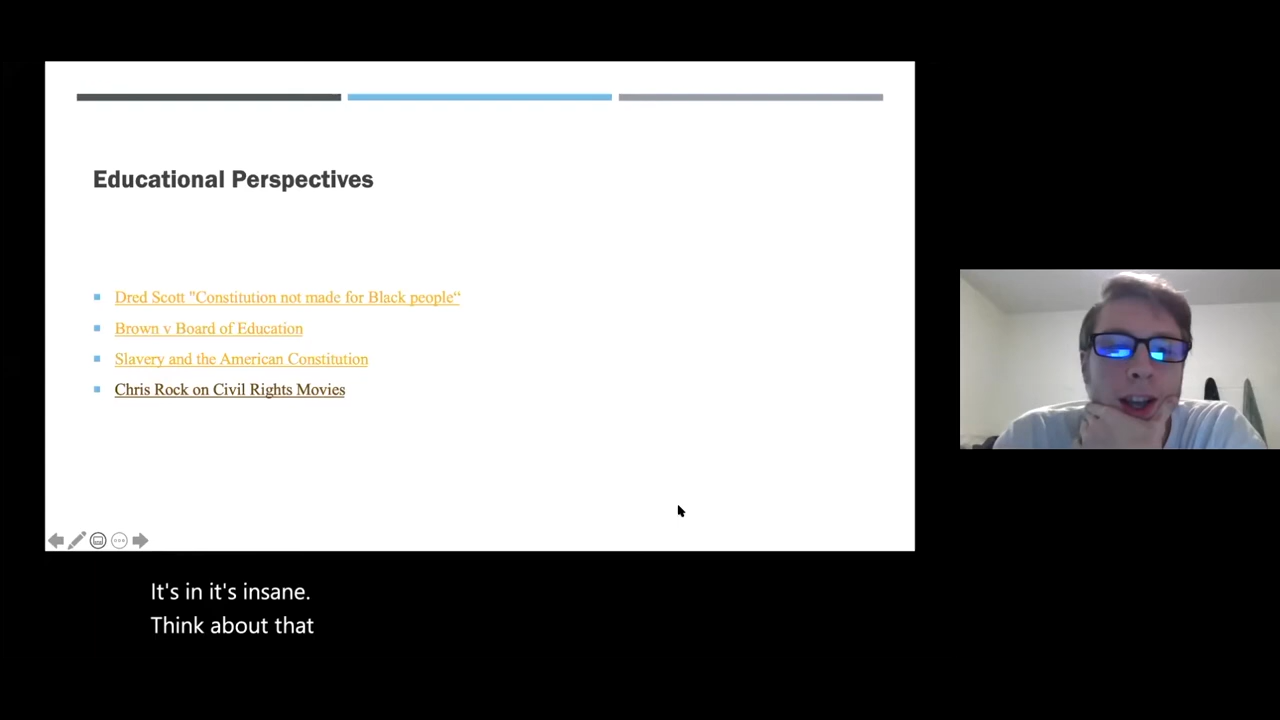 Educational Perspectives
Dred Scott "Constitution not made for Black people“
Brown v Board of Education
Slavery and the American Constitution
Chris Rock on Civil Rights Movies
It's in it's insane.
Think about that